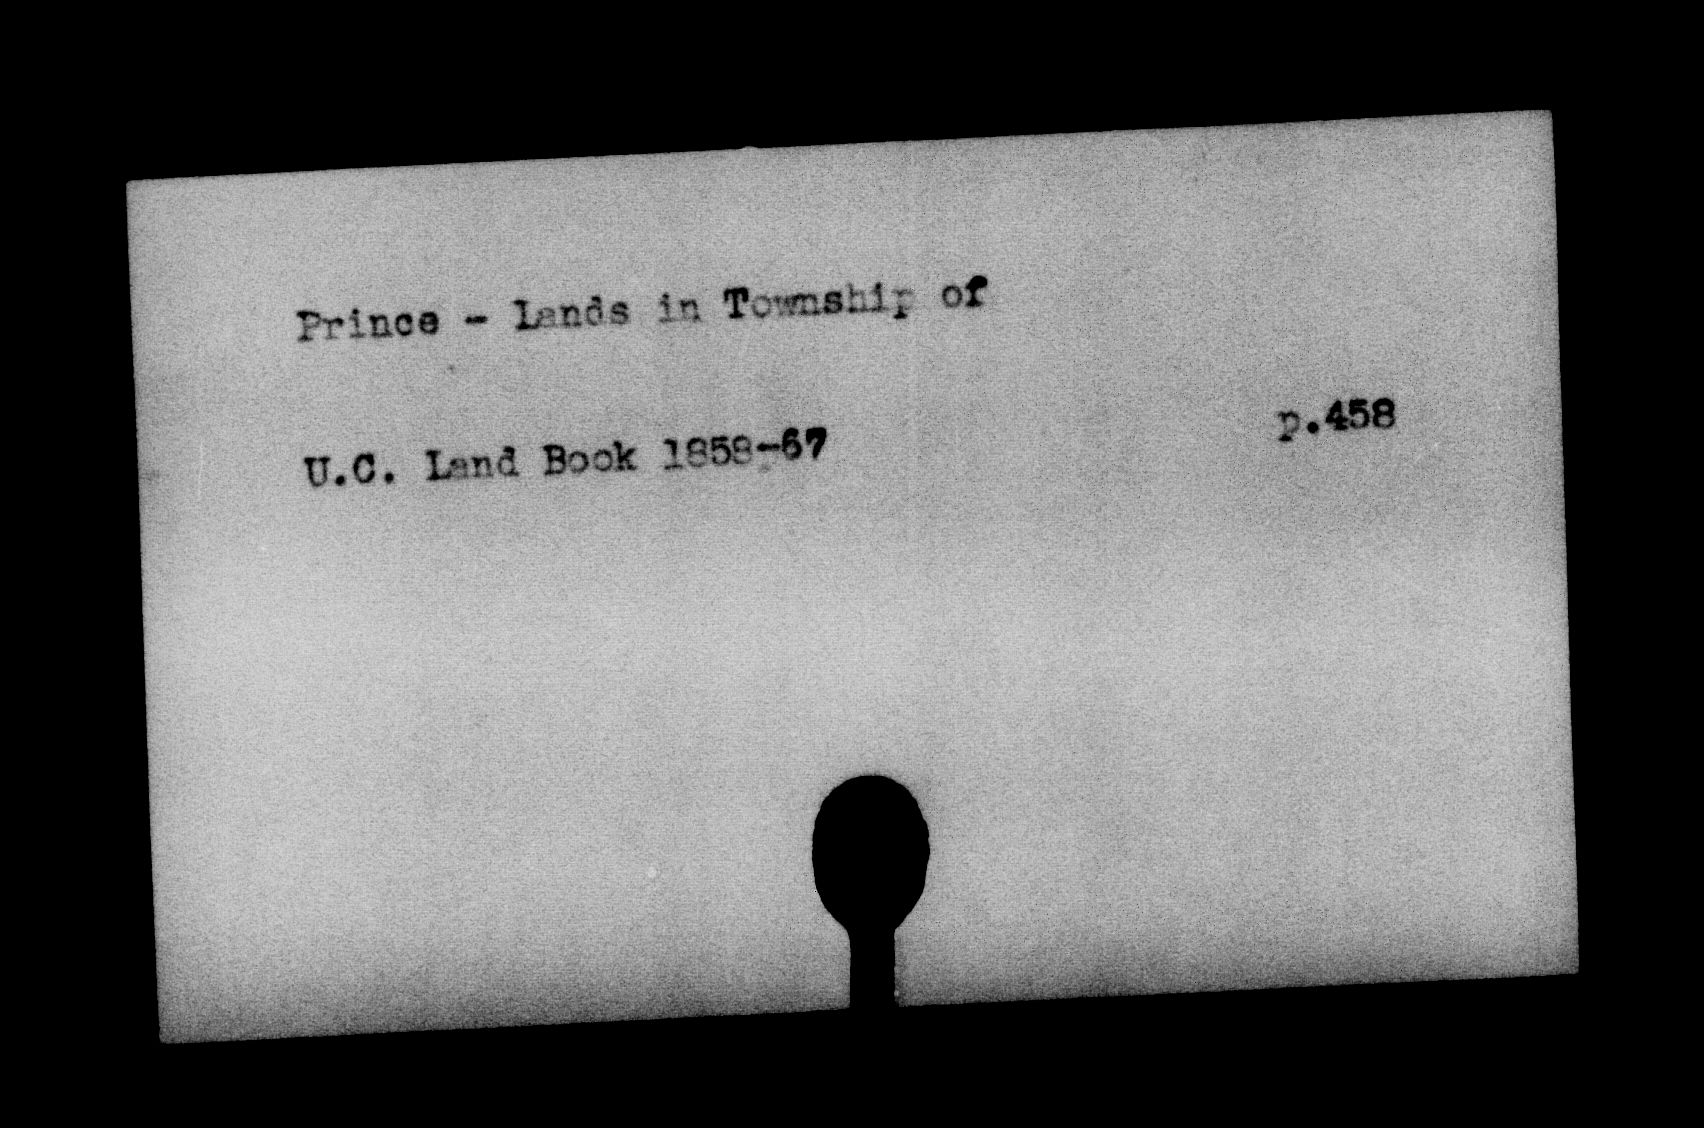 Prince - Lands in Township of
U.C. Land Book 1858-67 p.458